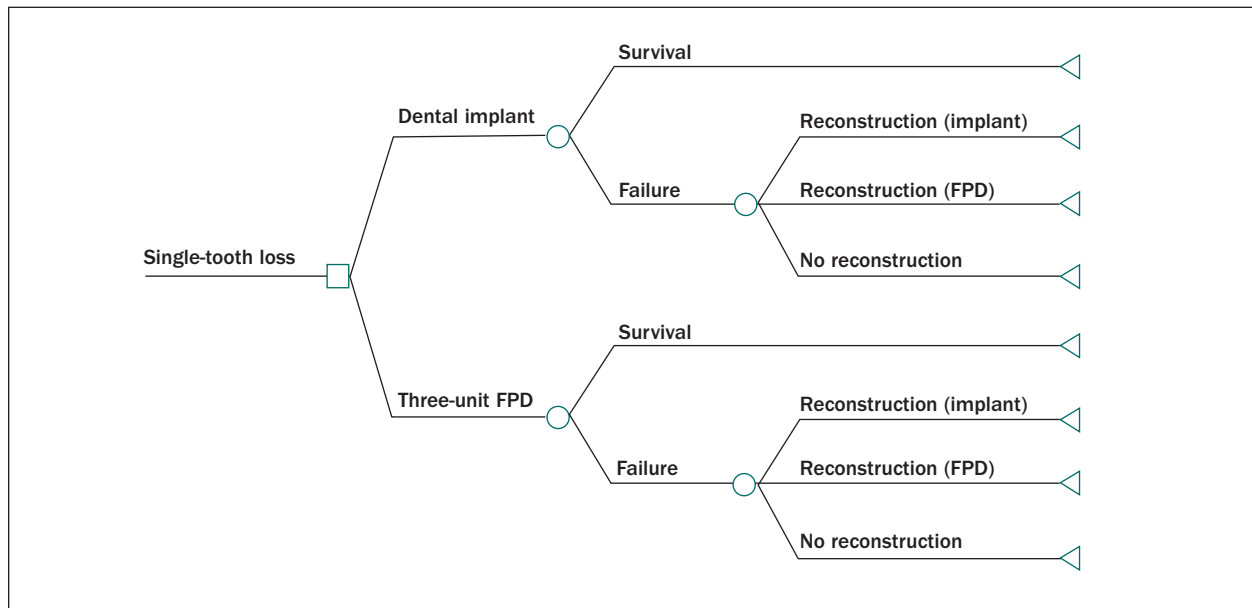 Survival
Dental implant
Reconstruction (implant)
Failure
Reconstruction (FPD)
No reconstruction
Single-tooth loss
Survival
Three-unit FPD
Reconstruction (implant)
Failure
Reconstruction (FPD)
No reconstruction